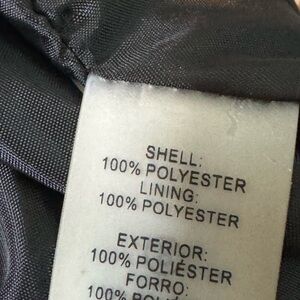 SHELL:
100% POLYESTER
LINING:
100% POLYESTER
EXTERIOR:
100% POLIÉSTER
FORRO:
100%